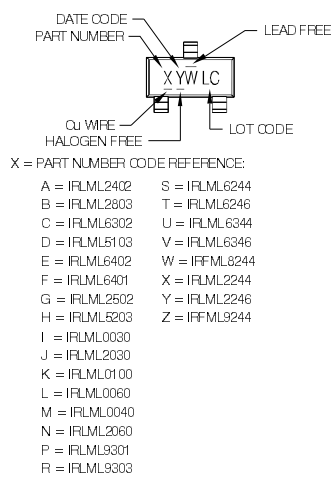 DATE CODE
PART NUMBER
LEAD FREE
X YW LC
Cu WIRE
HALOGEN FREE
LOT CODE
X = PART NUMBER CODE REFERENCE:
A = IRLML2402
B = IRLML2803
C = IRLML6302
D = IRLML5103
E = IRLML6402
F = IRLML6401
G = IRLML2502
H = IRLML5203
I = IRLML0030
J = IRLML2030
K = IRLML0100
L = IRLML0060
M = IRLML0040
N = IRLML2060
P = IRLML9301
R = IRLML9303
S = IRLML6244
T = IRLML6246
U = IRLML6344
V = IRLML6346
W = IRFML8244
X = IRLML2244
Y = IRLML2246
Z = IRFML9244